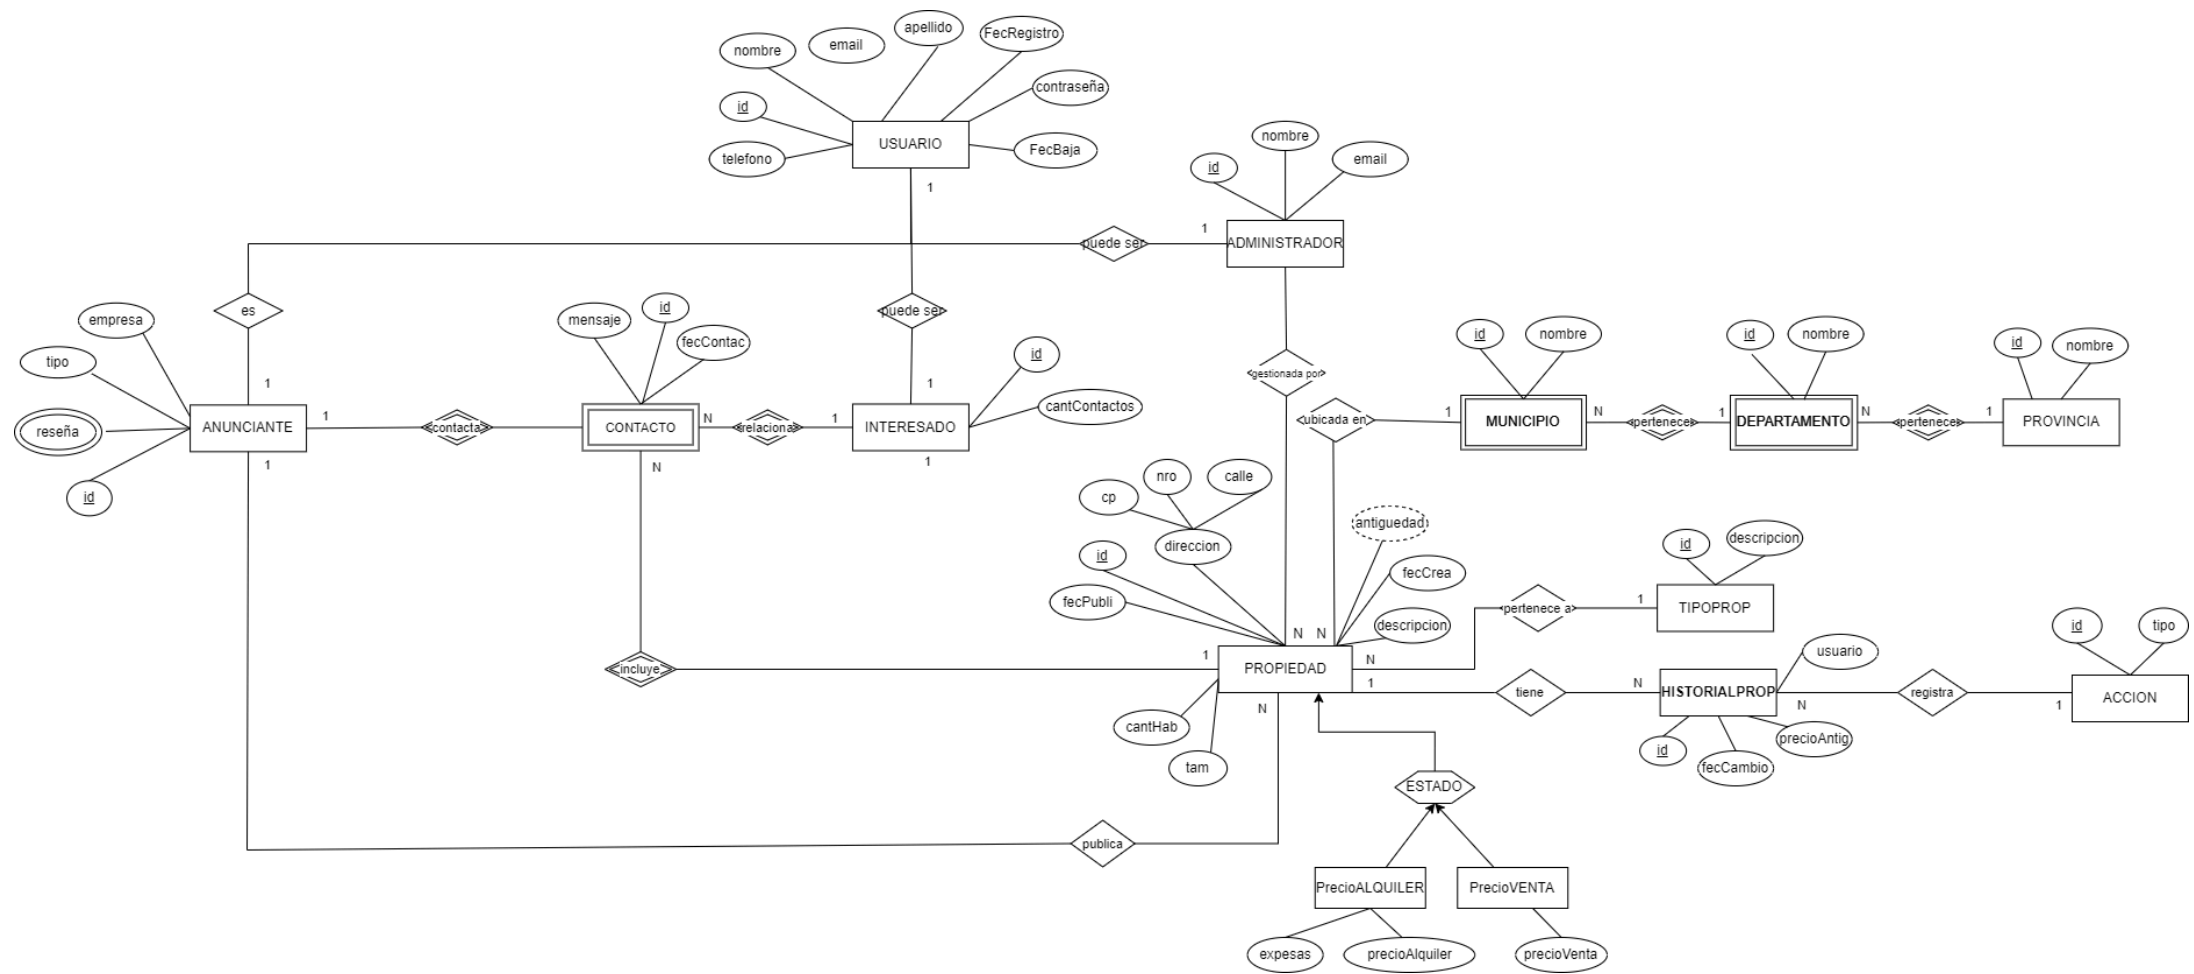 apellido
FecRegistro
email
nombre
contraseña
id
USUARIO
nombre
FecBaja
telefono
email
id
1
1
puede ser
ADMINISTRADOR
id
es
puede ser
empresa
mensaje
id
nombre
id
nombre
id
nombre
fecContac
nombre
id
tipo
gestionada por
1
1
cantContactos
reseña
1
N
1
ubicada en
1
N
1
N
1
ANUNCIANTE
contacta
CONTACTO
relaciona
INTERESADO
MUNICIPIO
pertenece
DEPARTAMENTO
pertenece
PROVINCIA
1
N
1
id
nro
calle
cp
antiguedad
direccion
id
descripcion
id
fecCrea
fecPubli
pertenece a
1
TIPOPROP
descripcion
id
tipo
N
N
usuario
1
N
incluye
PROPIEDAD
1
N
tiene
HISTORIALPROP
registra
ACCION
N
N
1
cantHab
precioAntig
id
tam
fecCambio
ESTADO
publica
PrecioALQUILER
PrecioVENTA
expesas
precioAlquiler
precioVenta